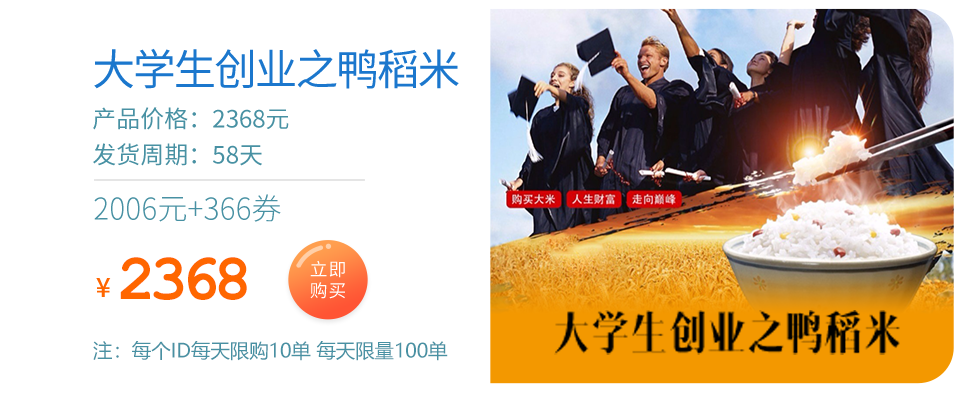 大学生创业之鸭稻米
产品价格：2368元
发货周期：58天
2006元+366券
¥ 2368
立即
购买
注：每个ID每天限购10单 每天限量100单
购买大米 人生财富 走向巅峰
大学生创业之鸭稻米